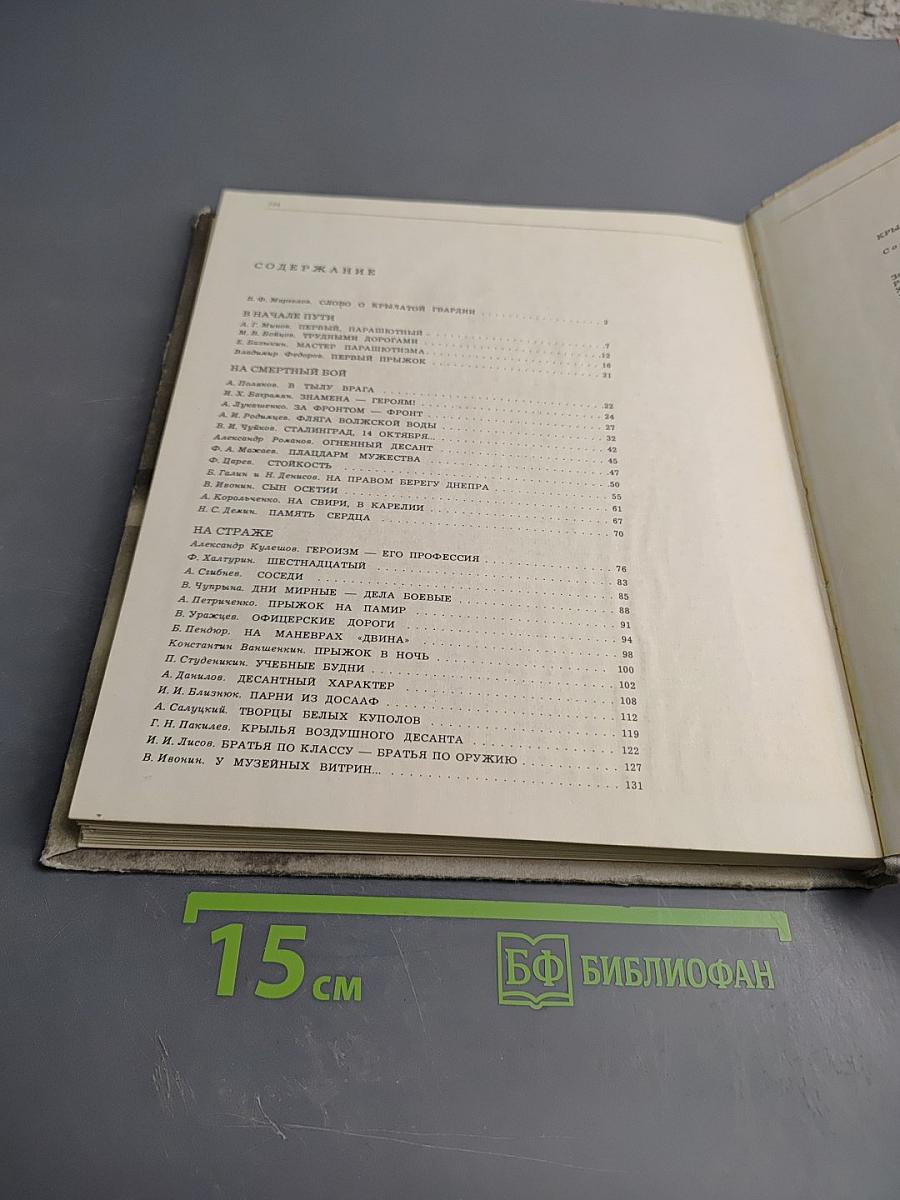 СОДЕРЖАНИЕ
В. Ф. Маргелов. СЛОВО О КРЫЛАТОЙ ГВАРДИИ
В НАЧАЛЕ ПУТИ
А. Г. Минов. ПЕРВЫЙ, ПАРАШЮТНЫЙ . . . 7
М. В. Бойцов. ТРУДНЫМИ ДОРОГАМИ . . . 12
МАСТЕР ПАРАШЮТИЗМА. . . . 16
Владимир Федоров. ПЕРВЫЙ ПРЫЖОК . . . 21
НА СМЕРТНЫЙ БОЙ
А. Поляков. В ТЫЛУ ВРАГА . . . 22
И. Х. Баграмян. ЗНАМЕНА — ГЕРОЯМ! . . . 24
А. Лукашенко. ЗА ФРОНТОМ — ФРОНТ . . . 27
А. И. Родимцев. ФЛЯГА ВОЛЖСКОЙ ВОДЫ . . . 32
В. И. Чуйков. СТАЛИНГРАД, 14 ОКТЯБРЯ... . . . 42
Александр Романов. ОГНЕННЫЙ ДЕСАНТ . . . 45
Ф. А. Мажаев. ПЛАЦДАРМ МУЖЕСТВА . . . 47
Ф. Царев. СТОЙКОСТЬ . . . 50
Б. Галин и Н. Денисов. НА ПРАВОМ БЕРЕГУ ДНЕПРА . . . 55
В. Ивонин. СЫН ОСЕТИИ . . . 61
А. Корольченко. НА СВИРИ, В КАРЕЛИИ . . . 67
Н. С. Демин. ПАМЯТЬ СЕРДЦА . . . 70
НА СТРАЖЕ
Александр Кулешов. ГЕРОИЗМ — ЕГО ПРОФЕССИЯ . . . 76
Ф. Халтурин. ШЕСТНАДЦАТЫЙ . . . 83
А. Сгибнев. СОСЕДИ . . . 85
В. Чупрына. ДНИ МИРНЫЕ — ДЕЛА БОЕВЫЕ . . . 88
А. Петриченко. ПРЫЖОК НА ПАМИР . . . 91
В. Уражцев. ОФИЦЕРСКИЕ ДОРОГИ . . . 94
Б. Пендюр. НА МАНЕВРАХ «ДВИНА» . . . 98
Константин Ваншенкин. ПРЫЖОК В НОЧЬ . . . 100
П. Студеникин. УЧЕБНЫЕ БУДНИ . . . 102
А. Данилов. ДЕСАНТНЫЙ ХАРАКТЕР . . . 108
И. И. Близнюк. ПАРНИ ИЗ ДОСААФ . . . 112
А. Салуцкий. ТВОРЦЫ БЕЛЫХ КУПОЛОВ . . . 119
Г. Н. Пакилев. КРЫЛЬЯ ВОЗДУШНОГО ДЕСАНТА . . . 122
И. И. Лисов. БРАТЬЯ ПО КЛАССУ — БРАТЬЯ ПО ОРУЖИЮ . . . 127
В. Ивонин. У МУЗЕЙНЫХ ВИТРИН... . . . 131
КРЫ
15 СМ
БФ БИБЛИОФАН